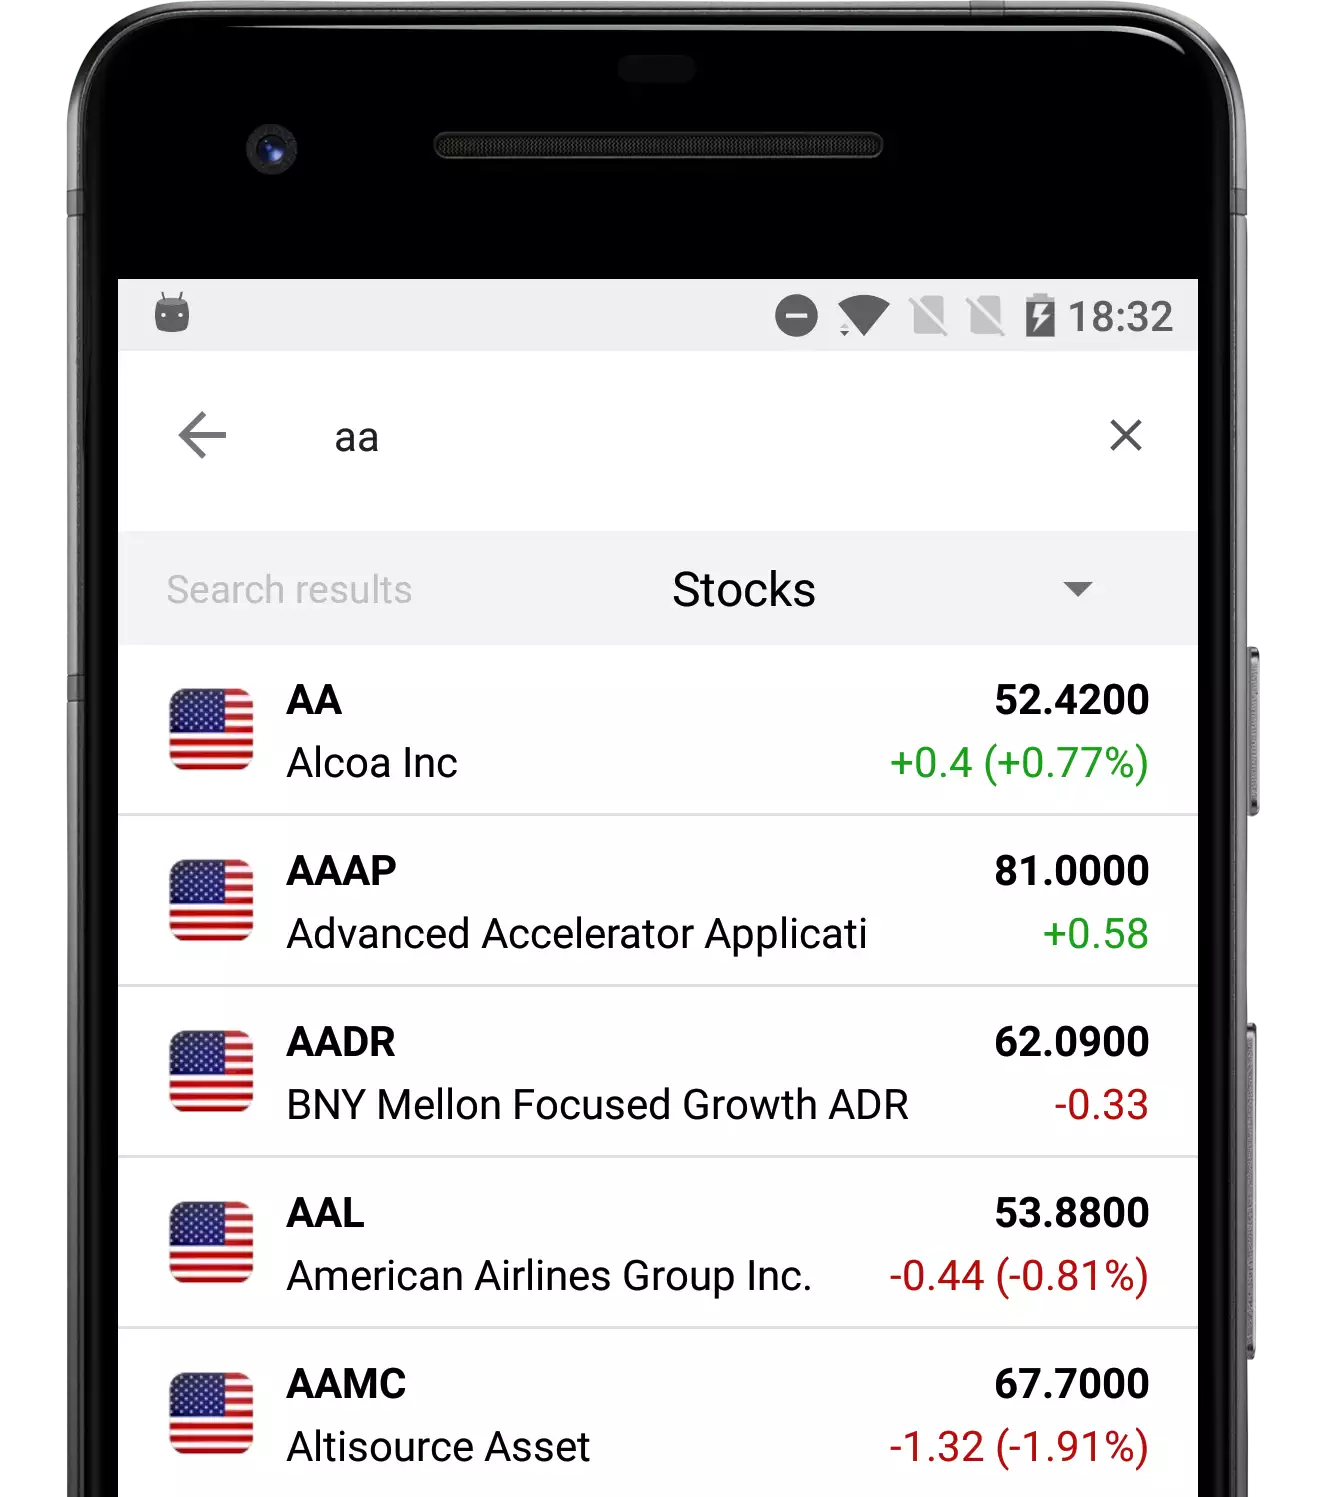 18:32
aa
Search results Stocks
AA 52.4200
Alcoa Inc +0.4 (+0.77%)
AAAP 81.0000
Advanced Accelerator Applicati +0.58
AADR 62.0900
BNY Mellon Focused Growth ADR -0.33
AAL 53.8800
American Airlines Group Inc. -0.44 (-0.81%)
AAMC 67.7000
Altisource Asset -1.32 (-1.91%)